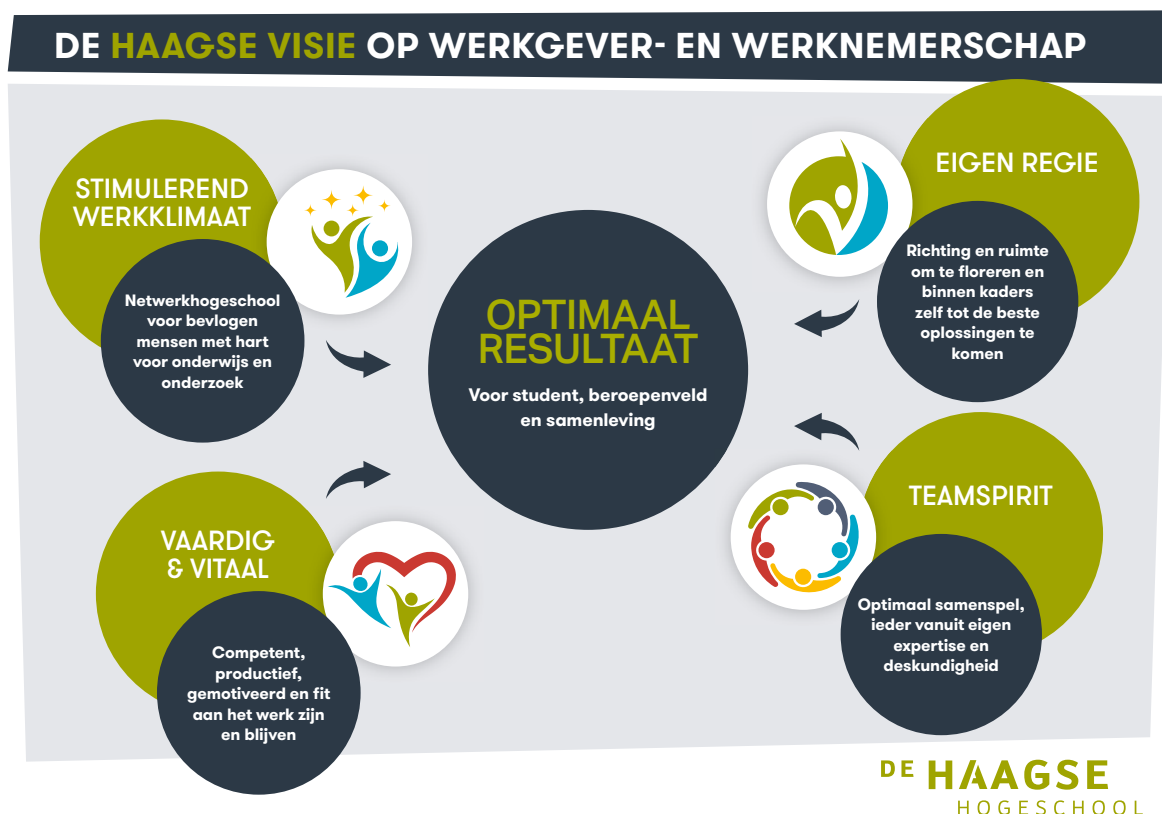 DE HAAGSE VISIE OP WERKGEVER- EN WERKNEMERSCHAP
STIMULEREND
WERKKLIMAAT
Netwerkhogeschool
voor bevlogen
mensen met hart
voor onderwijs en
onderzoek
EIGEN REGIE
Richting en ruimte
om te floreren en
binnen kaders
zelf tot de beste
oplossingen te
komen
OPTIMAAL
RESULTAAT
Voor student, beroepenveld
en samenleving
VAARDIG
& VITAAL
Competent,
productief,
gemotiveerd en fit
aan het werk zijn
en blijven
TEAMSPIRIT
Optimaal samenspel,
ieder vanuit eigen
expertise en
deskundigheid
DE HAAGSE
HOGESCHOOL